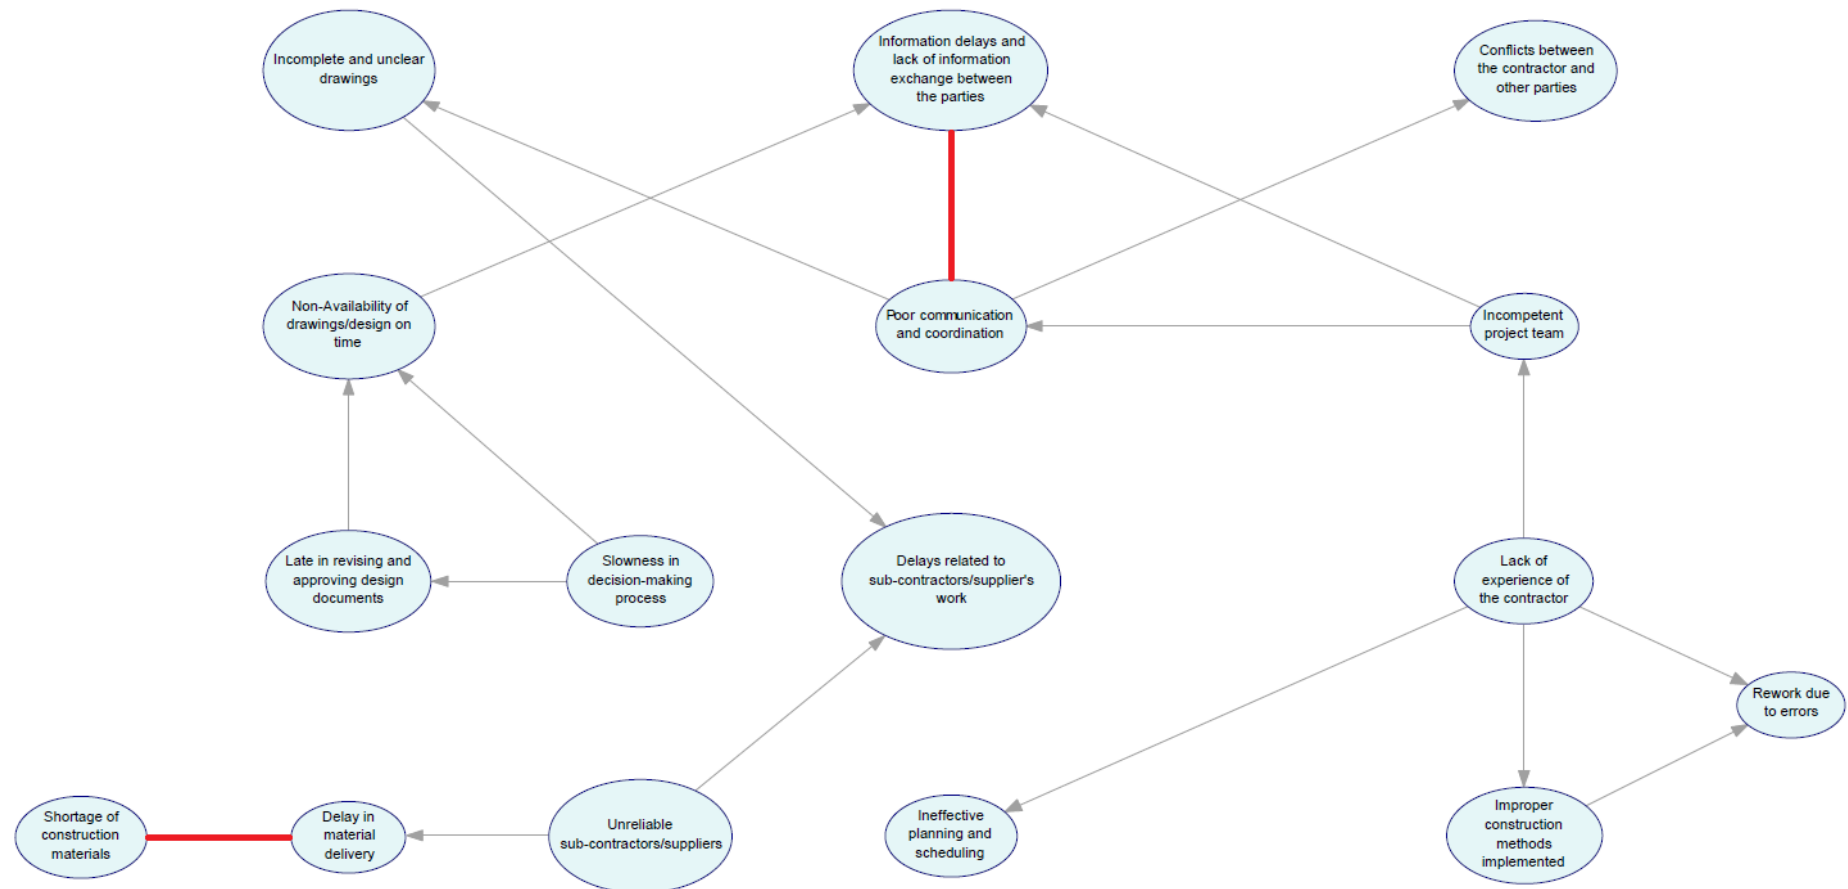 Incomplete and unclear
drawings
Information delays and
lack of information
exchange between
the parties
Conflicts between
the contractor and
other parties
Non-Availability of
drawings/design on
time
Poor communication
and coordination
Incompetent
project team
Late in revising and
approving design
documents
Slowness in
decision-making
process
Delays related to
sub-contractors/supplier's
work
Lack of
experience of
the contractor
Rework due
to errors
Shortage of
construction
materials
Delay in
material
delivery
Unreliable
sub-contractors/suppliers
Ineffective
planning and
scheduling
Improper
construction
methods
implemented